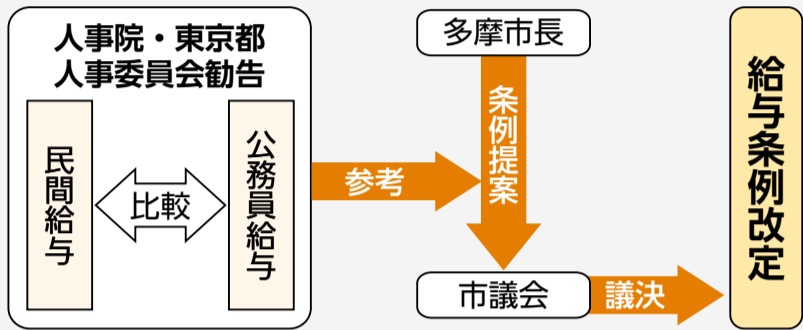 人事院・東京都
人事委員会勧告
民間給与
比較
公務員給与
参考
多摩市長
条例提案
市議会
議決
給与条例改定